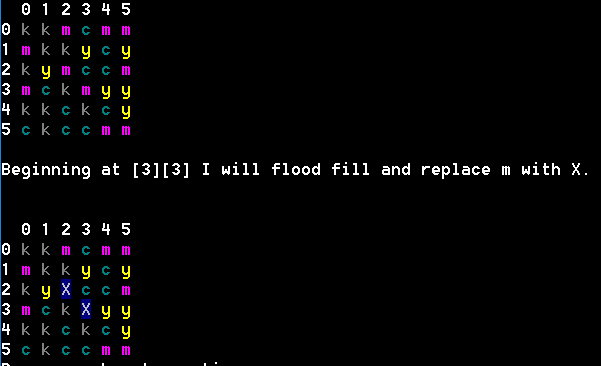 0 1 2 3 4 5
0 k k m c m m
1 m k k y c y
2 k y m c c m
3 m c k m y y
4 k k c k c y
5 c k c c m m
Beginning at [3][3] I will flood fill and replace m with X.
0 1 2 3 4 5
0 k k m c m m
1 m k k y c y
2 k y X c c m
3 m c k X y y
4 k k c k c y
5 c k c c m m